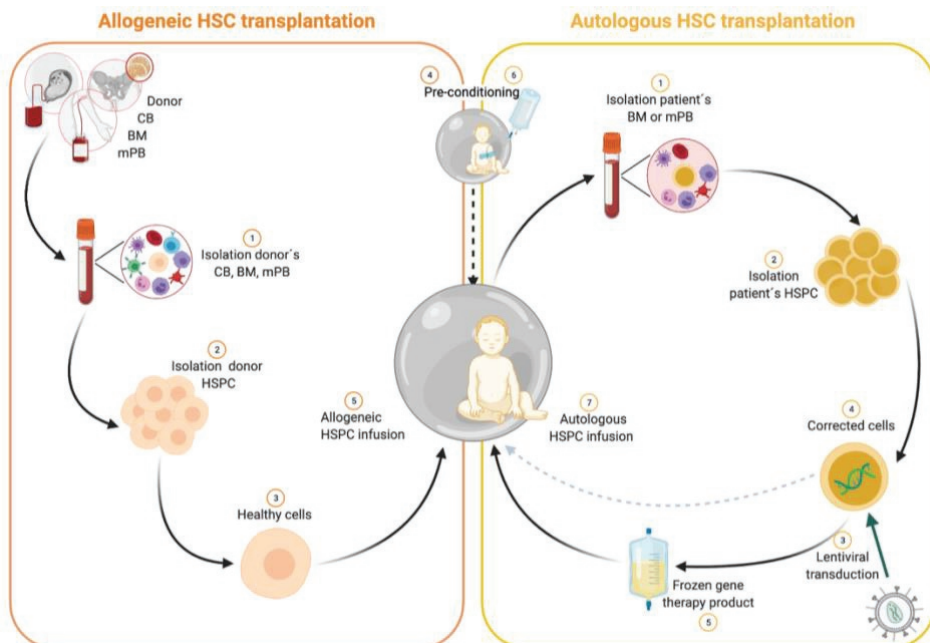 Allogeneic HSC transplantation
Autologous HSC transplantation
Donor
CB
BM
mPB
1
Isolation donor´s
CB, BM, mPB
2
Isolation donor
HSPC
3
Healthy cells
5
Allogeneic
HSPC infusion
4
6
Pre-conditioning
1
Isolation patient´s
BM or mPB
2
Isolation
patient´s HSPC
3
Lentiviral
transduction
4
Corrected cells
Frozen gene
therapy product
5
7
Autologous
HSPC infusion